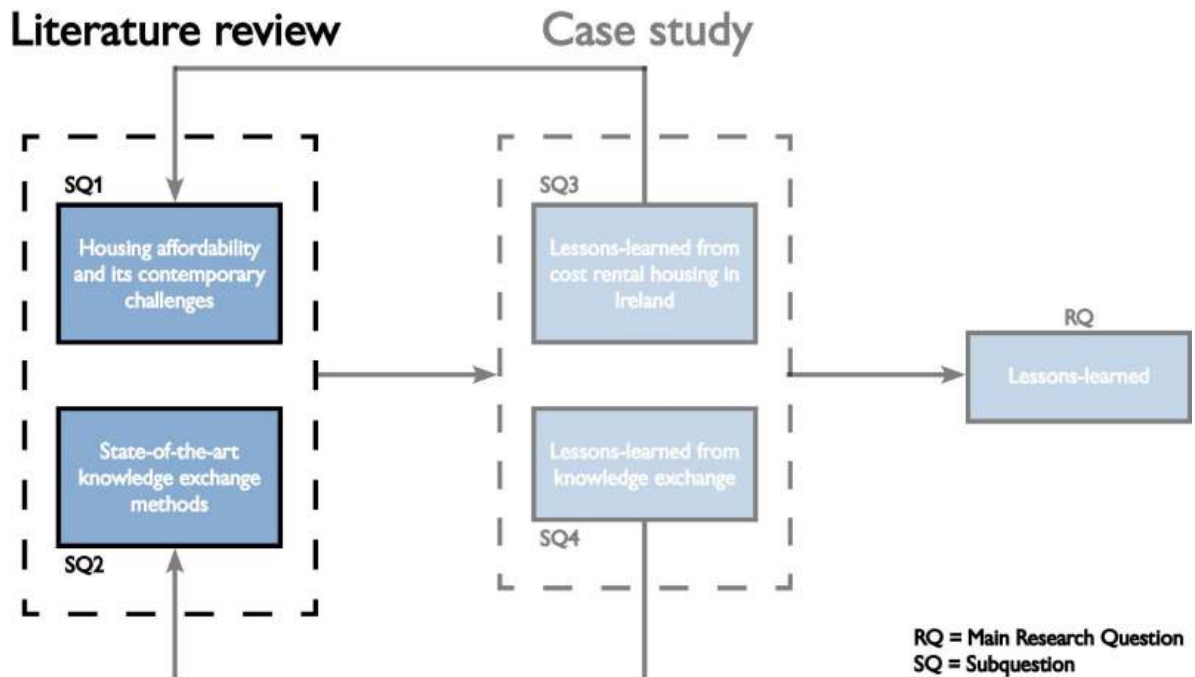 Literature review
Case study
SQ1
Housing affordability
and its contemporary
challenges
State-of-the-art
knowledge exchange
methods
SQ2
SQ3
Lessons-learned from
cost rental housing in
Ireland
Lessons-learned from
knowledge exchange
SQ4
RQ
Lessons-learned
RQ = Main Research Question
SQ = Subquestion